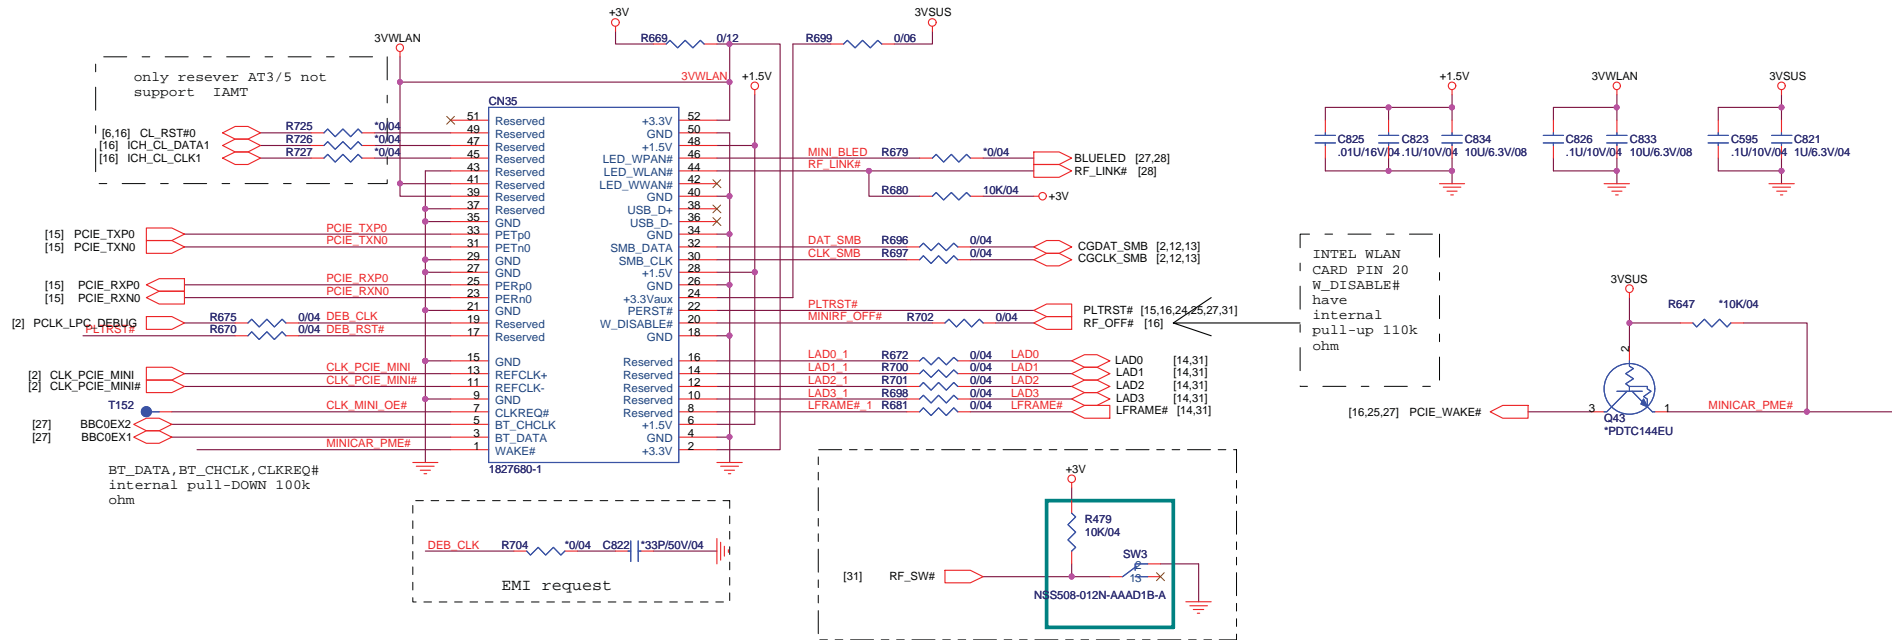 +3V
R669 0/12
3VSUS
R699 0/06
3VWLAN
3VWLAN
+1.5V
only resever AT3/5 not
support IAMT
[6,16] CL_RST#0 R725 *0/04
[16] ICH_CL_DATA1 R726 *0/04
[16] ICH_CL_CLK1 R727 *0/04
CN35
51 Reserved +3.3V 52
49 Reserved GND 50
47 Reserved +1.5V 48
45 Reserved LED_WPAN# 46 MINI_BLED R679 *0/04 BLUELED [27,28]
43 Reserved LED_WLAN# 44 RF_LINK# RF_LINK# [28]
41 Reserved LED_WWAN# 42
39 Reserved GND 40 R680 10K/04 +3V
37 Reserved USB_D+ 38
35 GND USB_D- 36
[15] PCIE_TXP0 PCIE_TXP0 33 PETp0 GND 34
[15] PCIE_TXN0 PCIE_TXN0 31 PETn0 SMB_DATA 32 DAT_SMB R696 0/04 CGDAT_SMB [2,12,13]
29 GND SMB_CLK 30 CLK_SMB R697 0/04 CGCLK_SMB [2,12,13]
27 GND +1.5V 28
[15] PCIE_RXP0 PCIE_RXP0 25 PERp0 GND 26
[15] PCIE_RXN0 PCIE_RXN0 23 PERn0 +3.3Vaux 24
21 GND PERST# 22 PLTRST# PLTRST# [15,16,24,25,27,31]
[2] PCLK_LPC_DEBUG R675 0/04 DEB_CLK 19 Reserved W_DISABLE# 20 MINIRF_OFF# R702 0/04 RF_OFF# [16]
PLTRST# R670 0/04 DEB_RST# 17 Reserved GND 18
15 GND Reserved 16 LAD0_1 R672 0/04 LAD0 LAD0 [14,31]
[2] CLK_PCIE_MINI CLK_PCIE_MINI 13 REFCLK+ Reserved 14 LAD1_1 R700 0/04 LAD1 LAD1 [14,31]
[2] CLK_PCIE_MINI# CLK_PCIE_MINI# 11 REFCLK- Reserved 12 LAD2_1 R701 0/04 LAD2 LAD2 [14,31]
9 GND Reserved 10 LAD3_1 R698 0/04 LAD3 LAD3 [14,31]
T152 CLK_MINI_OE# 7 CLKREQ# Reserved 8 LFRAME#_1 R681 0/04 LFRAME# LFRAME# [14,31]
[27] BBC0EX2 5 BT_CHCLK +1.5V 6
[27] BBC0EX1 3 BT_DATA GND 4
MINICAR_PME# 1 WAKE# +3.3V 2
1827680-1
BT_DATA,BT_CHCLK,CLKREQ#
internal pull-DOWN 100k
ohm
DEB_CLK R704 *0/04 C822 *33P/50V/04
EMI request
+3V
R479
10K/04
SW3
[31] RF_SW#
2
1
3
NSS508-012N-AAAD1B-A
+1.5V
C825 C823 C834
.01U/16V/04 .1U/10V/04 10U/6.3V/08
3VWLAN
C826 C833
.1U/10V/04 10U/6.3V/08
3VSUS
C595 C821
.1U/10V/04 1U/6.3V/04
INTEL WLAN
CARD PIN 20
W_DISABLE#
have
internal
pull-up 110k
ohm
3VSUS
R647 *10K/04
2
[16,25,27] PCIE_WAKE# 3 1 MINICAR_PME#
Q43
*PDTC144EU